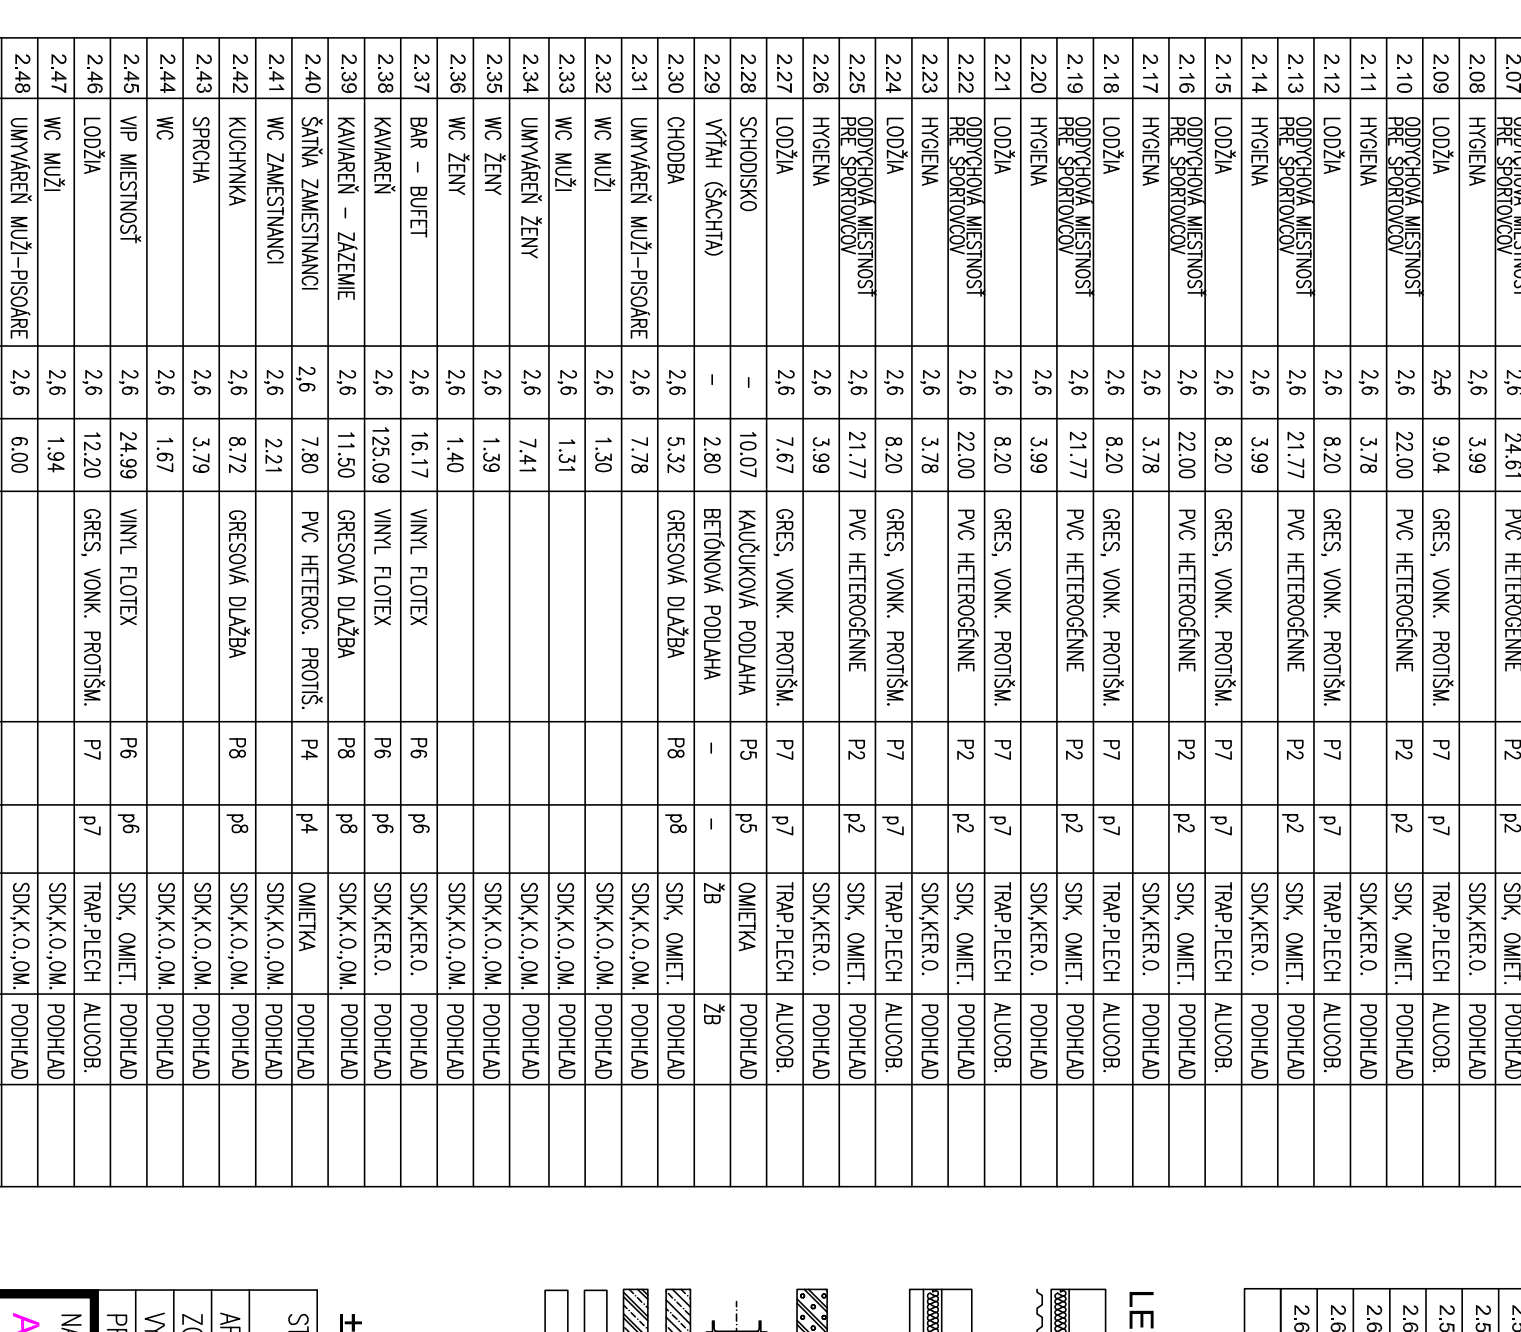 2.07 ODDYCHOVÁ MIESTNOSŤ PRE ŠPORTOVCOV 2,6 24.61 PVC HETEROGÉNNE P2 p2 SDK, OMIET. PODHĽAD
2.08 HYGIENA 2,6 3.99 SDK,KER.O. PODHĽAD
2.09 LODŽIA 2,6 9.04 GRES, VONK. PROTIŠM. P7 p7 TRAP.PLECH ALUCOB.
2.10 ODDYCHOVÁ MIESTNOSŤ PRE ŠPORTOVCOV 2,6 22.00 PVC HETEROGÉNNE P2 p2 SDK, OMIET. PODHĽAD
2.11 HYGIENA 2,6 3.78 SDK,KER.O. PODHĽAD
2.12 LODŽIA 2,6 8.20 GRES, VONK. PROTIŠM. P7 p7 TRAP.PLECH ALUCOB.
2.13 ODDYCHOVÁ MIESTNOSŤ PRE ŠPORTOVCOV 2,6 21.77 PVC HETEROGÉNNE P2 p2 SDK, OMIET. PODHĽAD
2.14 HYGIENA 2,6 3.99 SDK,KER.O. PODHĽAD
2.15 LODŽIA 2,6 8.20 GRES, VONK. PROTIŠM. P7 p7 TRAP.PLECH ALUCOB.
2.16 ODDYCHOVÁ MIESTNOSŤ PRE ŠPORTOVCOV 2,6 22.00 PVC HETEROGÉNNE P2 p2 SDK, OMIET. PODHĽAD
2.17 HYGIENA 2,6 3.78 SDK,KER.O. PODHĽAD
2.18 LODŽIA 2,6 8.20 GRES, VONK. PROTIŠM. P7 p7 TRAP.PLECH ALUCOB.
2.19 ODDYCHOVÁ MIESTNOSŤ PRE ŠPORTOVCOV 2,6 21.77 PVC HETEROGÉNNE P2 p2 SDK, OMIET. PODHĽAD
2.20 HYGIENA 2,6 3.99 SDK,KER.O. PODHĽAD
2.21 LODŽIA 2,6 8.20 GRES, VONK. PROTIŠM. P7 p7 TRAP.PLECH ALUCOB.
2.22 ODDYCHOVÁ MIESTNOSŤ PRE ŠPORTOVCOV 2,6 22.00 PVC HETEROGÉNNE P2 p2 SDK, OMIET. PODHĽAD
2.23 HYGIENA 2,6 3.78 SDK,KER.O. PODHĽAD
2.24 LODŽIA 2,6 8.20 GRES, VONK. PROTIŠM. P7 p7 TRAP.PLECH ALUCOB.
2.25 ODDYCHOVÁ MIESTNOSŤ PRE ŠPORTOVCOV 2,6 21.77 PVC HETEROGÉNNE P2 p2 SDK, OMIET. PODHĽAD
2.26 HYGIENA 2,6 3.99 SDK,KER.O. PODHĽAD
2.27 LODŽIA 2,6 7.67 GRES, VONK. PROTIŠM. P7 p7 TRAP.PLECH ALUCOB.
2.28 SCHODISKO – 10.07 KAUČUKOVÁ PODLAHA P5 p5 OMIETKA PODHĽAD
2.29 VÝŤAH (ŠACHTA) – 2.80 BETÓNOVÁ PODLAHA – – ŽB ŽB
2.30 CHODBA 2,6 5.32 GRESOVÁ DLAŽBA P8 p8 SDK, OMIET. PODHĽAD
2.31 UMYVÁREŇ MUŽI–PISOÁRE 2,6 7.78 SDK,K.O.,OM. PODHĽAD
2.32 WC MUŽI 2,6 1.30 SDK,K.O.,OM. PODHĽAD
2.33 WC MUŽI 2,6 1.31 SDK,K.O.,OM. PODHĽAD
2.34 UMYVÁREŇ ŽENY 2,6 7.41 SDK,K.O.,OM. PODHĽAD
2.35 WC ŽENY 2,6 1.39 SDK,K.O.,OM. PODHĽAD
2.36 WC ŽENY 2,6 1.40 SDK,K.O.,OM. PODHĽAD
2.37 BAR – BUFET 2,6 16.17 VINYL FLOTEX P6 p6 SDK,KER.O. PODHĽAD
2.38 KAVIAREŇ 2,6 125.09 VINYL FLOTEX P6 p6 SDK,KER.O. PODHĽAD
2.39 KAVIAREŇ – ZÁZEMIE 2,6 11.50 GRESOVÁ DLAŽBA P8 p8 SDK,K.O.,OM. PODHĽAD
2.40 ŠATŇA ZAMESTNANCI 2,6 7.80 PVC HETEROG. PROTIŠ. P4 p4 OMIETKA PODHĽAD
2.41 WC ZAMESTNANCI 2,6 2.21 SDK,K.O.,OM. PODHĽAD
2.42 KUCHYNKA 2,6 8.72 GRESOVÁ DLAŽBA P8 p8 SDK,K.O.,OM. PODHĽAD
2.43 SPRCHA 2,6 3.79 SDK,K.O.,OM. PODHĽAD
2.44 WC 2,6 1.67 SDK,K.O.,OM. PODHĽAD
2.45 VIP MIESTNOSŤ 2,6 24.99 VINYL FLOTEX P6 p6 SDK, OMIET. PODHĽAD
2.46 LODŽIA 2,6 12.20 GRES, VONK. PROTIŠM. P7 p7 TRAP.PLECH ALUCOB.
2.47 WC MUŽI 2,6 1.94 SDK,K.O.,OM. PODHĽAD
2.48 UMYVÁREŇ MUŽI–PISOÁRE 2,6 6.00 SDK,K.O.,OM. PODHĽAD
2.5
2.5
2.6
2.6
2.6
2.6
LE
±
ST
AR
ZO
VY
PR
NA
A